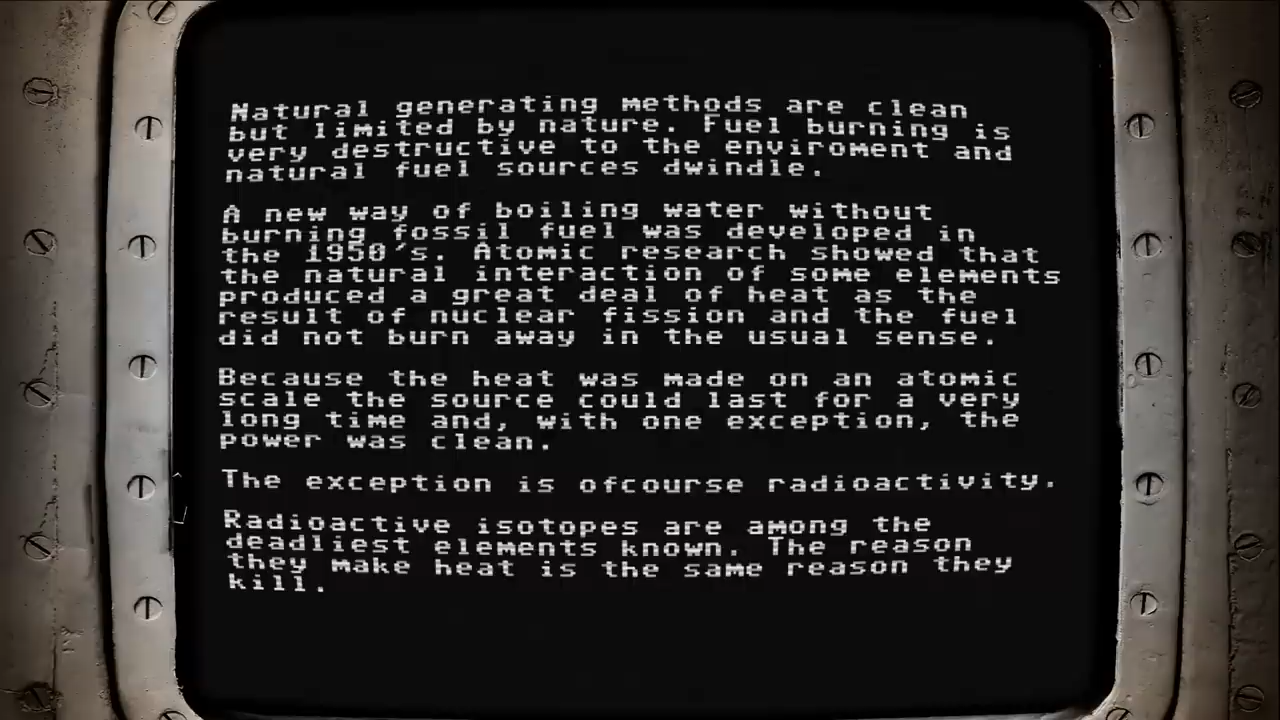 Natural generating methods are clean
but limited by nature. Fuel burning is
very destructive to the enviroment and
natural fuel sources dwindle.
A new way of boiling water without
burning fossil fuel was developed in
the 1950's. Atomic research showed that
the natural interaction of some elements
produced a great deal of heat as the
result of nuclear fission and the fuel
did not burn away in the usual sense.
Because the heat was made on an atomic
scale the source could last for a very
long time and, with one exception, the
power was clean.
The exception is ofcourse radioactivity.
Radioactive isotopes are among the
deadliest elements known. The reason
they make heat is the same reason they
kill.